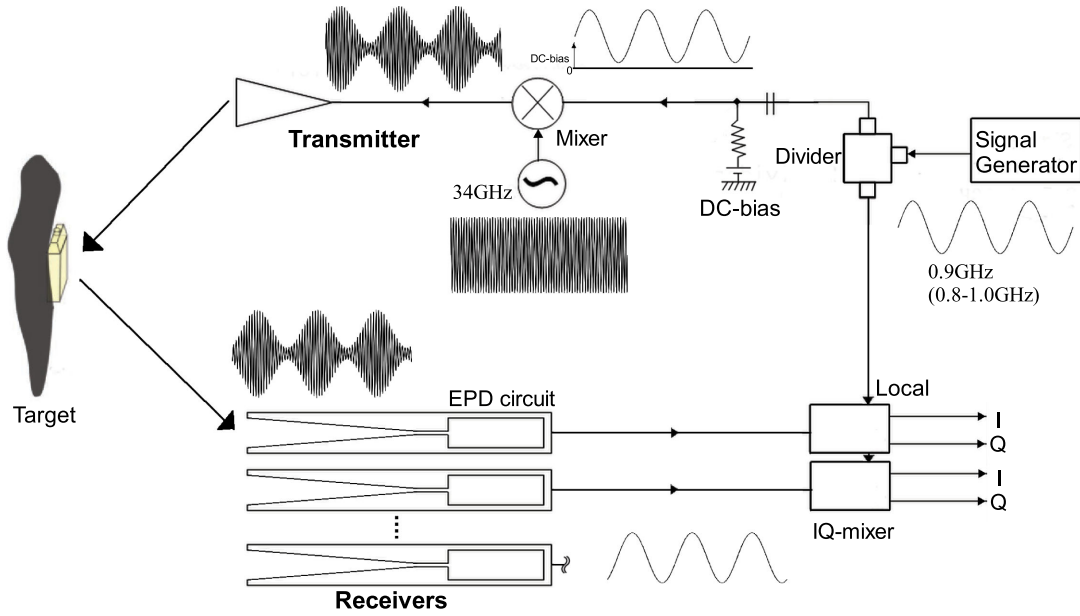 DC-bias
0
Transmitter
Mixer
34GHz
DC-bias
Divider
Signal
Generator
0.9GHz
(0.8-1.0GHz)
Target
EPD circuit
Local
I
Q
I
Q
IQ-mixer
Receivers